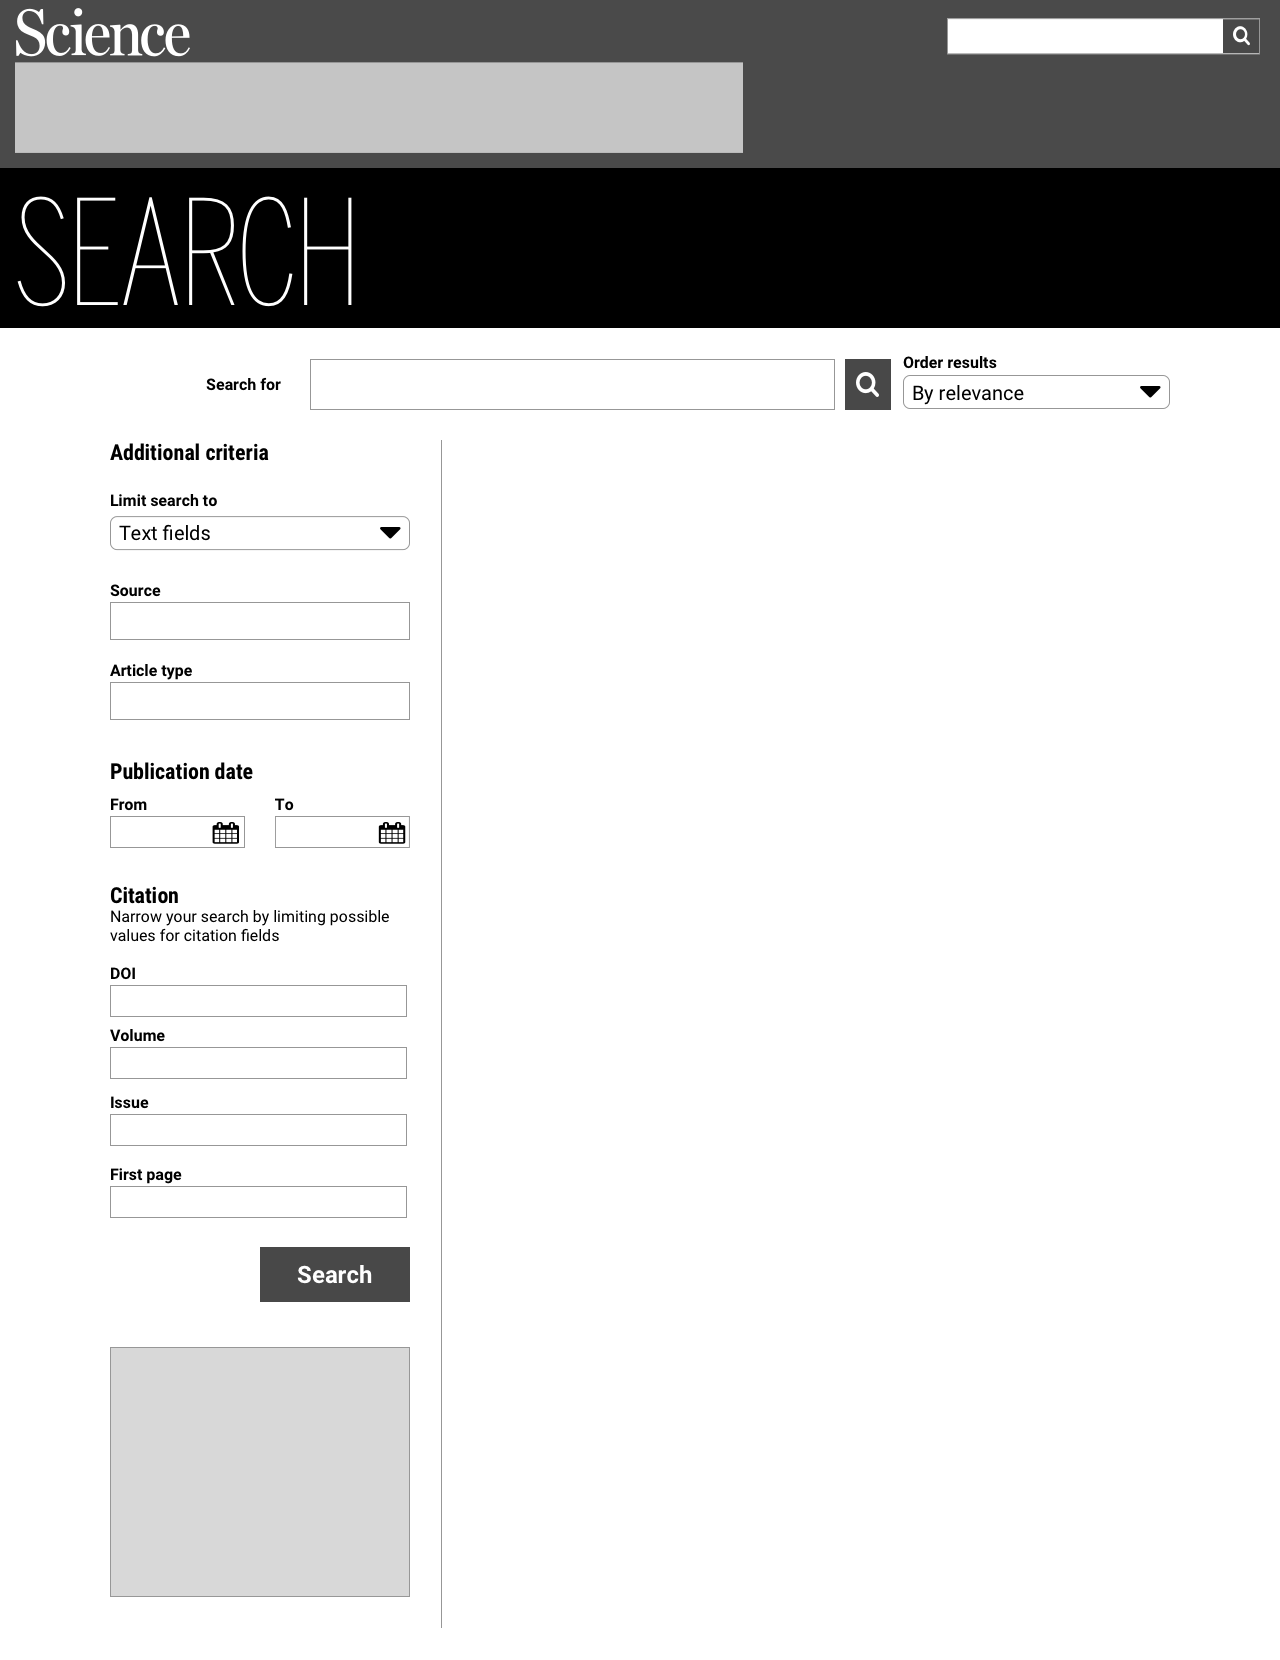 Science
SEARCH
Search for
Order results
By relevance
Additional criteria
Limit search to
Text fields
Source
Article type
Publication date
From
To
Citation
Narrow your search by limiting possible
values for citation fields
DOI
Volume
Issue
First page
Search